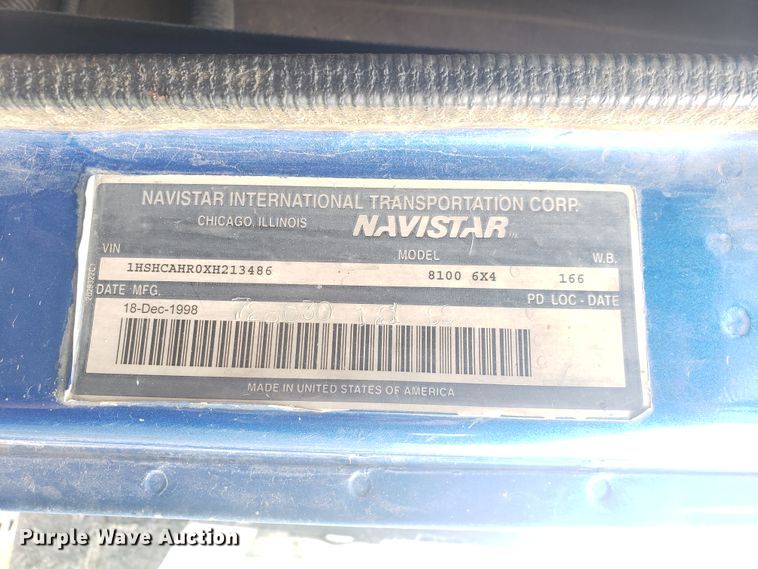 NAVISTAR INTERNATIONAL TRANSPORTATION CORP.
CHICAGO, ILLINOIS NAVISTAR
VIN MODEL W.B.
1HSHCAHR0XH213486 8100 6X4 166
DATE MFG. PD LOC - DATE
18-Dec-1998
MADE IN UNITED STATES OF AMERICA
Purple Wave Auction